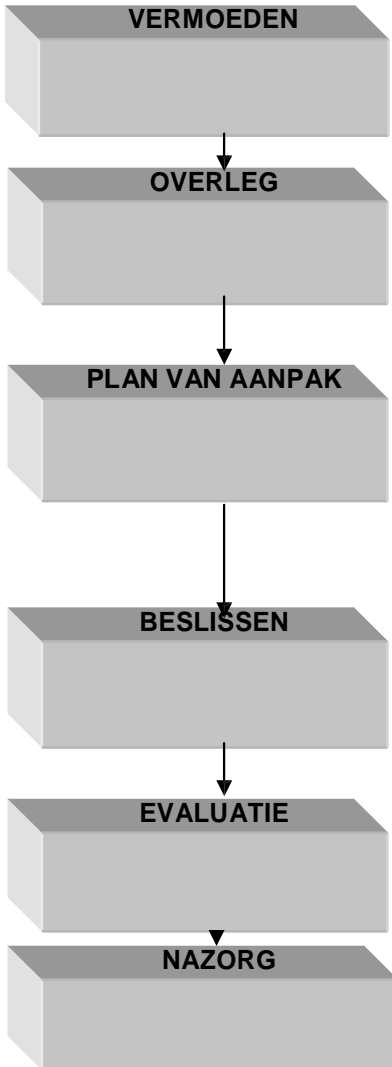 VERMOEDEN
OVERLEG
PLAN VAN AANPAK
BESLISSEN
EVALUATIE
NAZORG